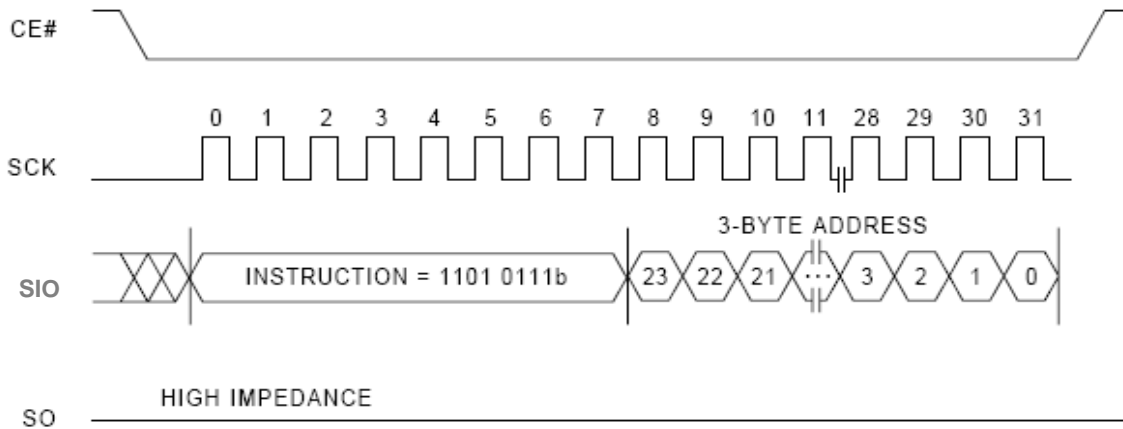 CE#
0 1 2 3 4 5 6 7 8 9 10 11 28 29 30 31
SCK
3-BYTE ADDRESS
SIO
INSTRUCTION = 1101 0111b
23 22 21 ... 3 2 1 0
HIGH IMPEDANCE
SO